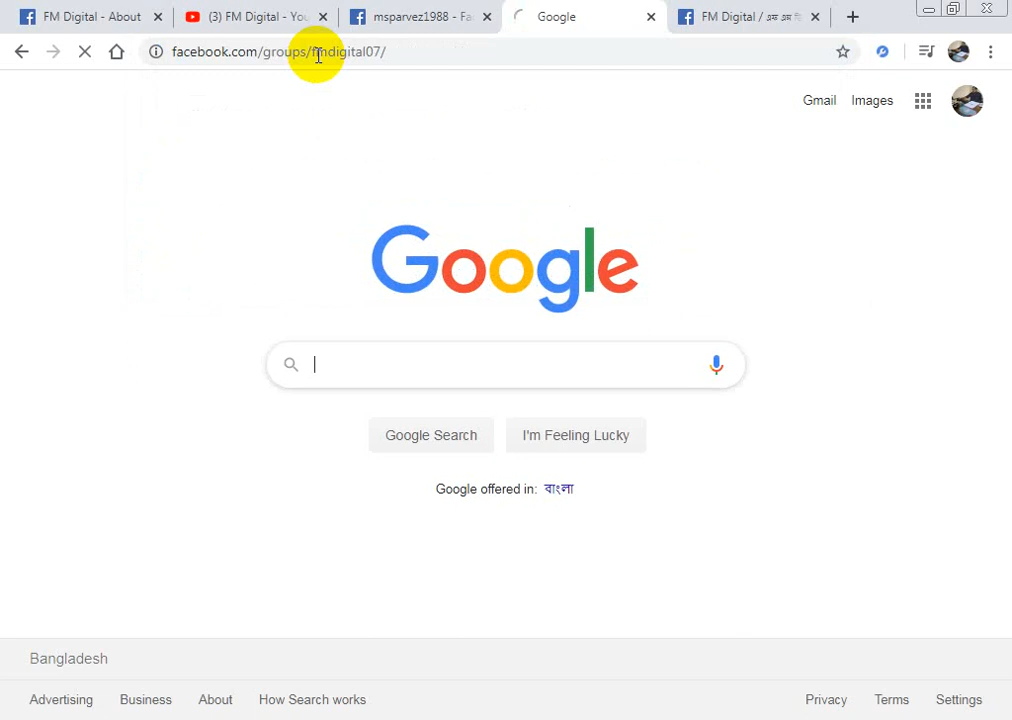 FM Digital - About
(3) FM Digital - You
msparvez1988 - Fa
Google
FM Digital / এফ এম ডি
facebook.com/groups/fmdigital07/
Gmail
Images
Google
Google Search
I'm Feeling Lucky
Google offered in: বাংলা
Bangladesh
Advertising
Business
About
How Search works
Privacy
Terms
Settings